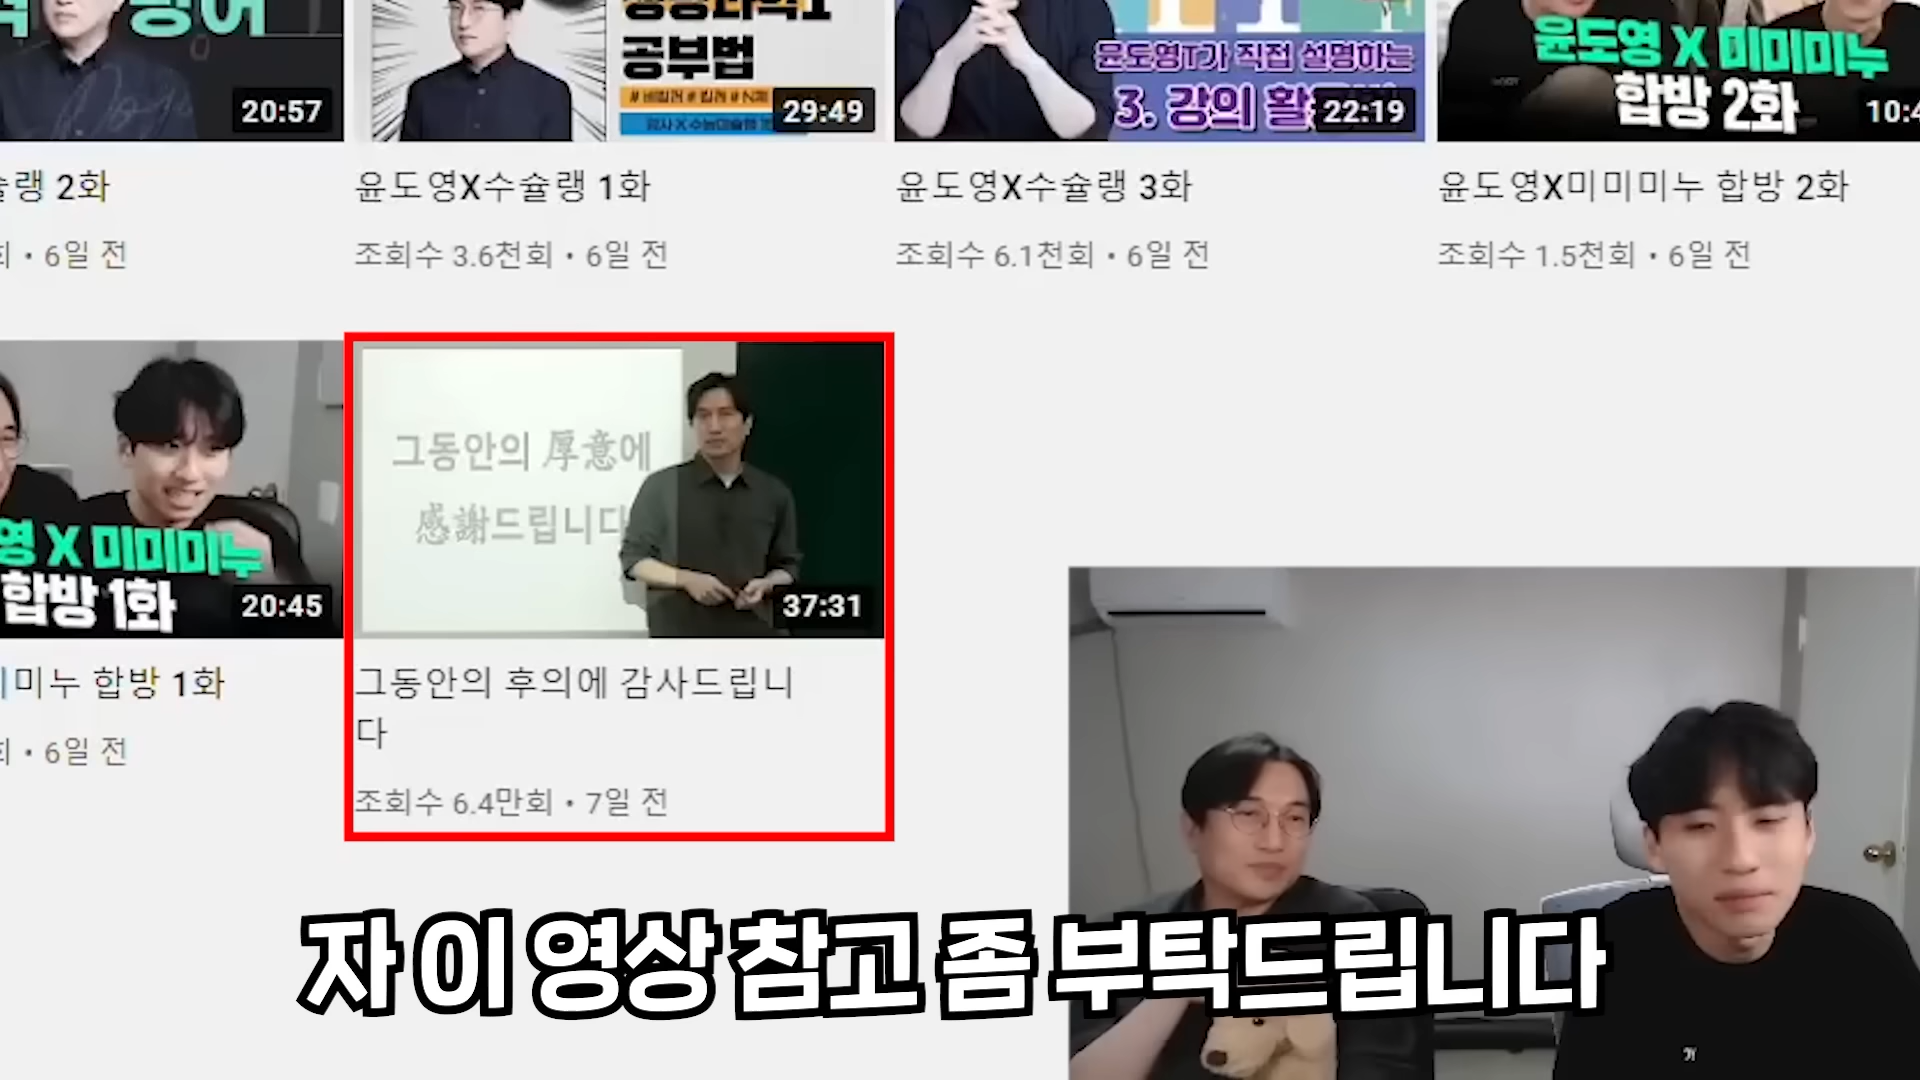 20:57
공부법
29:49
윤도영T가 직접 설명하는
3. 강의 활
22:19
윤도영 X 미미미누
합방 2화
10:4
랭 2화
윤도영X수슐랭 1화
윤도영X수슐랭 3화
윤도영X미미미누 합방 2화
회 • 6일 전
조회수 3.6천회 • 6일 전
조회수 6.1천회 • 6일 전
조회수 1.5천회 • 6일 전
영 X 미미미누
합방 1화
20:45
그동안의 厚意에
感謝드립니다
37:31
미누 합방 1화
회 • 6일 전
그동안의 후의에 감사드립니
다
조회수 6.4만회 • 7일 전
자 이 영상 참고 좀 부탁드립니다